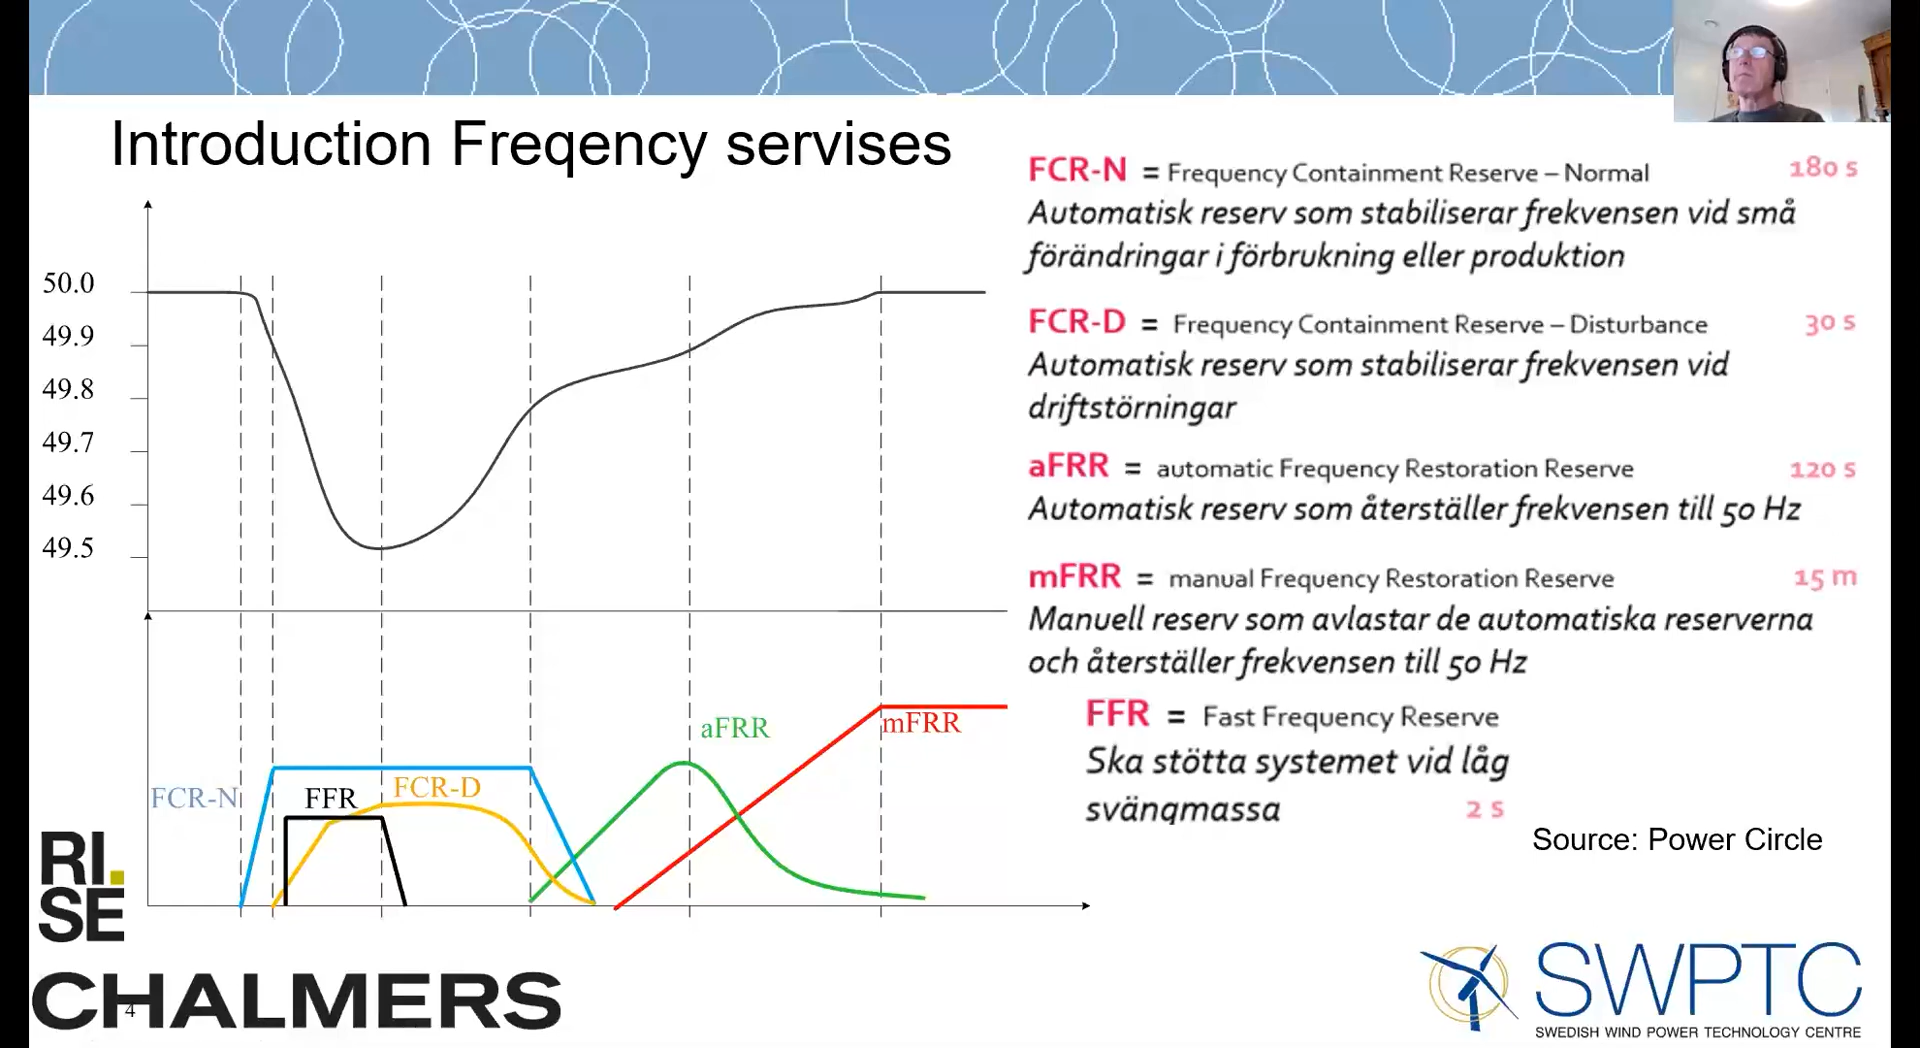 Introduction Freqency servises
50.0
49.9
49.8
49.7
49.6
49.5
FCR-N
FFR
FCR-D
aFRR
mFRR
FCR-N = Frequency Containment Reserve – Normal 180 s
Automatisk reserv som stabiliserar frekvensen vid små
förändringar i förbrukning eller produktion
FCR-D = Frequency Containment Reserve – Disturbance 30 s
Automatisk reserv som stabiliserar frekvensen vid
driftstörningar
aFRR = automatic Frequency Restoration Reserve 120 s
Automatisk reserv som återställer frekvensen till 50 Hz
mFRR = manual Frequency Restoration Reserve 15 m
Manuell reserv som avlastar de automatiska reserverna
och återställer frekvensen till 50 Hz
FFR = Fast Frequency Reserve
Ska stötta systemet vid låg
svängmassa 2 s
Source: Power Circle
RI.
SE
CHALMERS
4
SWPTC
SWEDISH WIND POWER TECHNOLOGY CENTRE